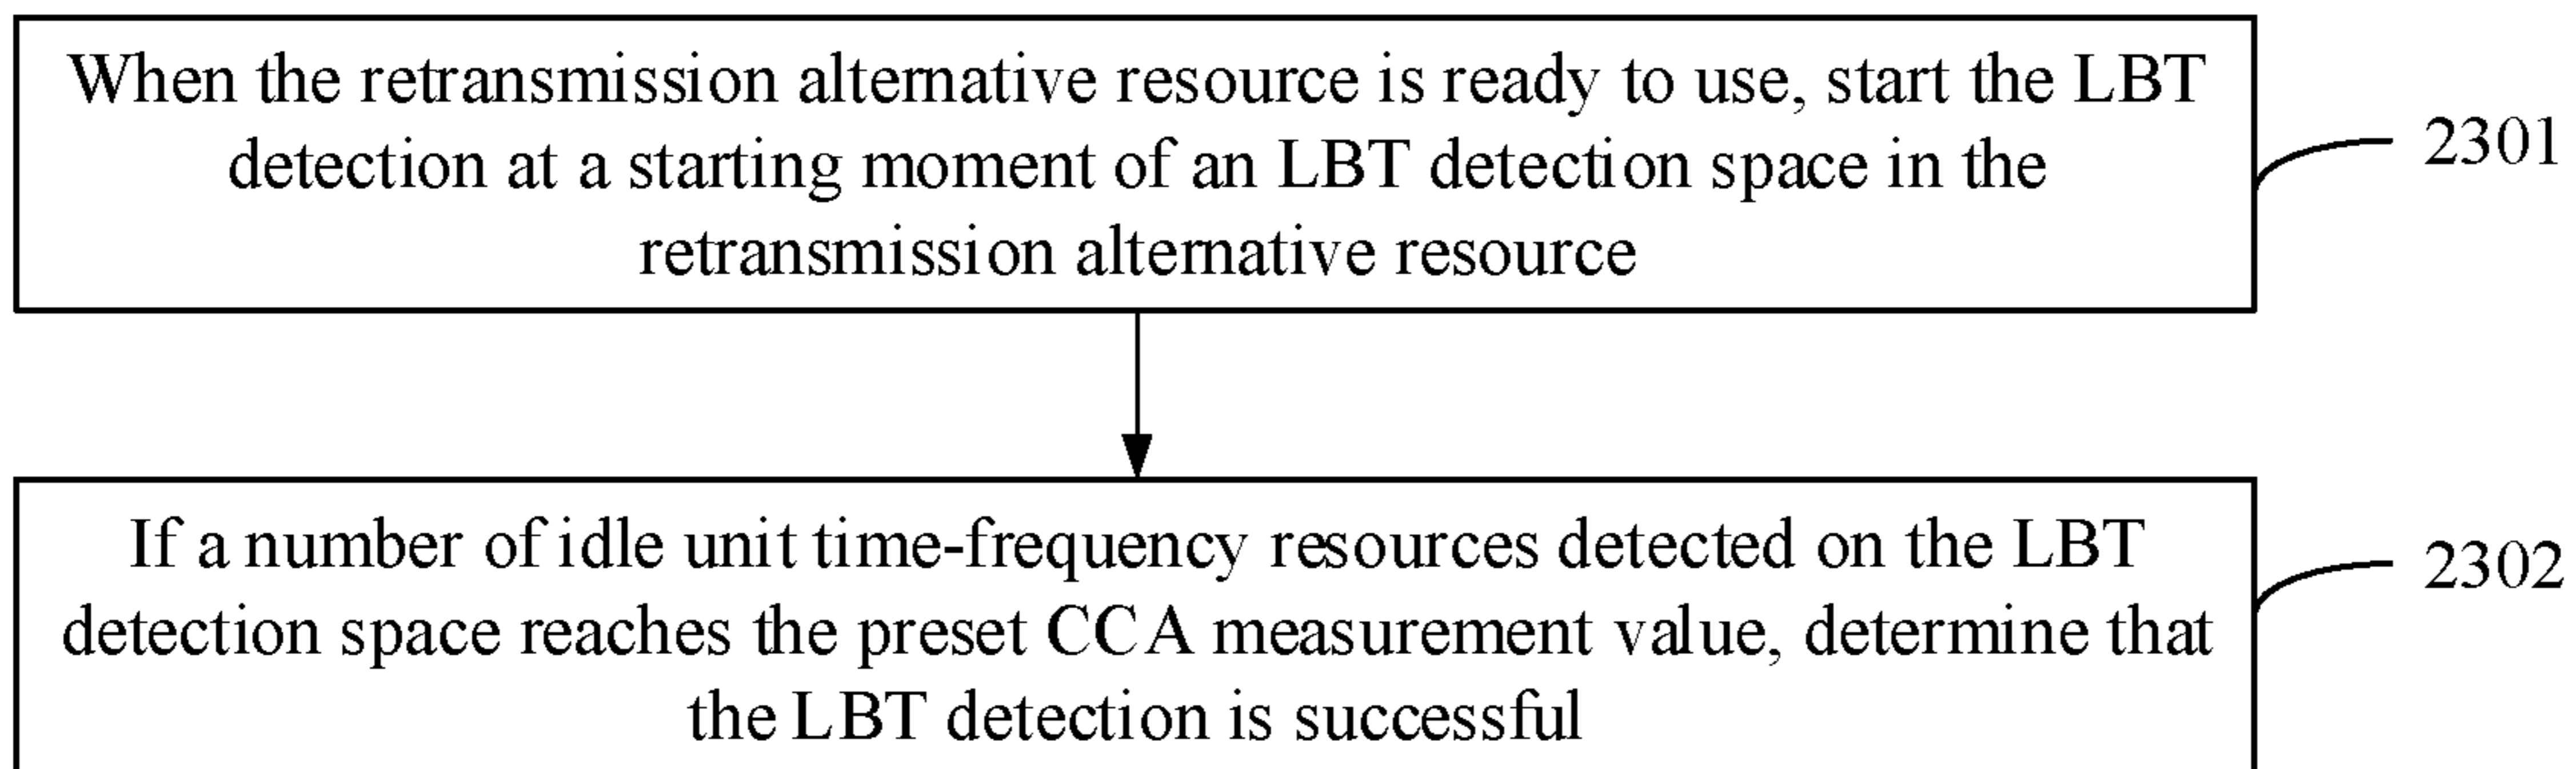 When the retransmission alternative resource is ready to use, start the LBT
detection at a starting moment of an LBT detection space in the
retransmission alternative resource
2301
If a number of idle unit time-frequency resources detected on the LBT
detection space reaches the preset CCA measurement value, determine that
the LBT detection is successful
2302